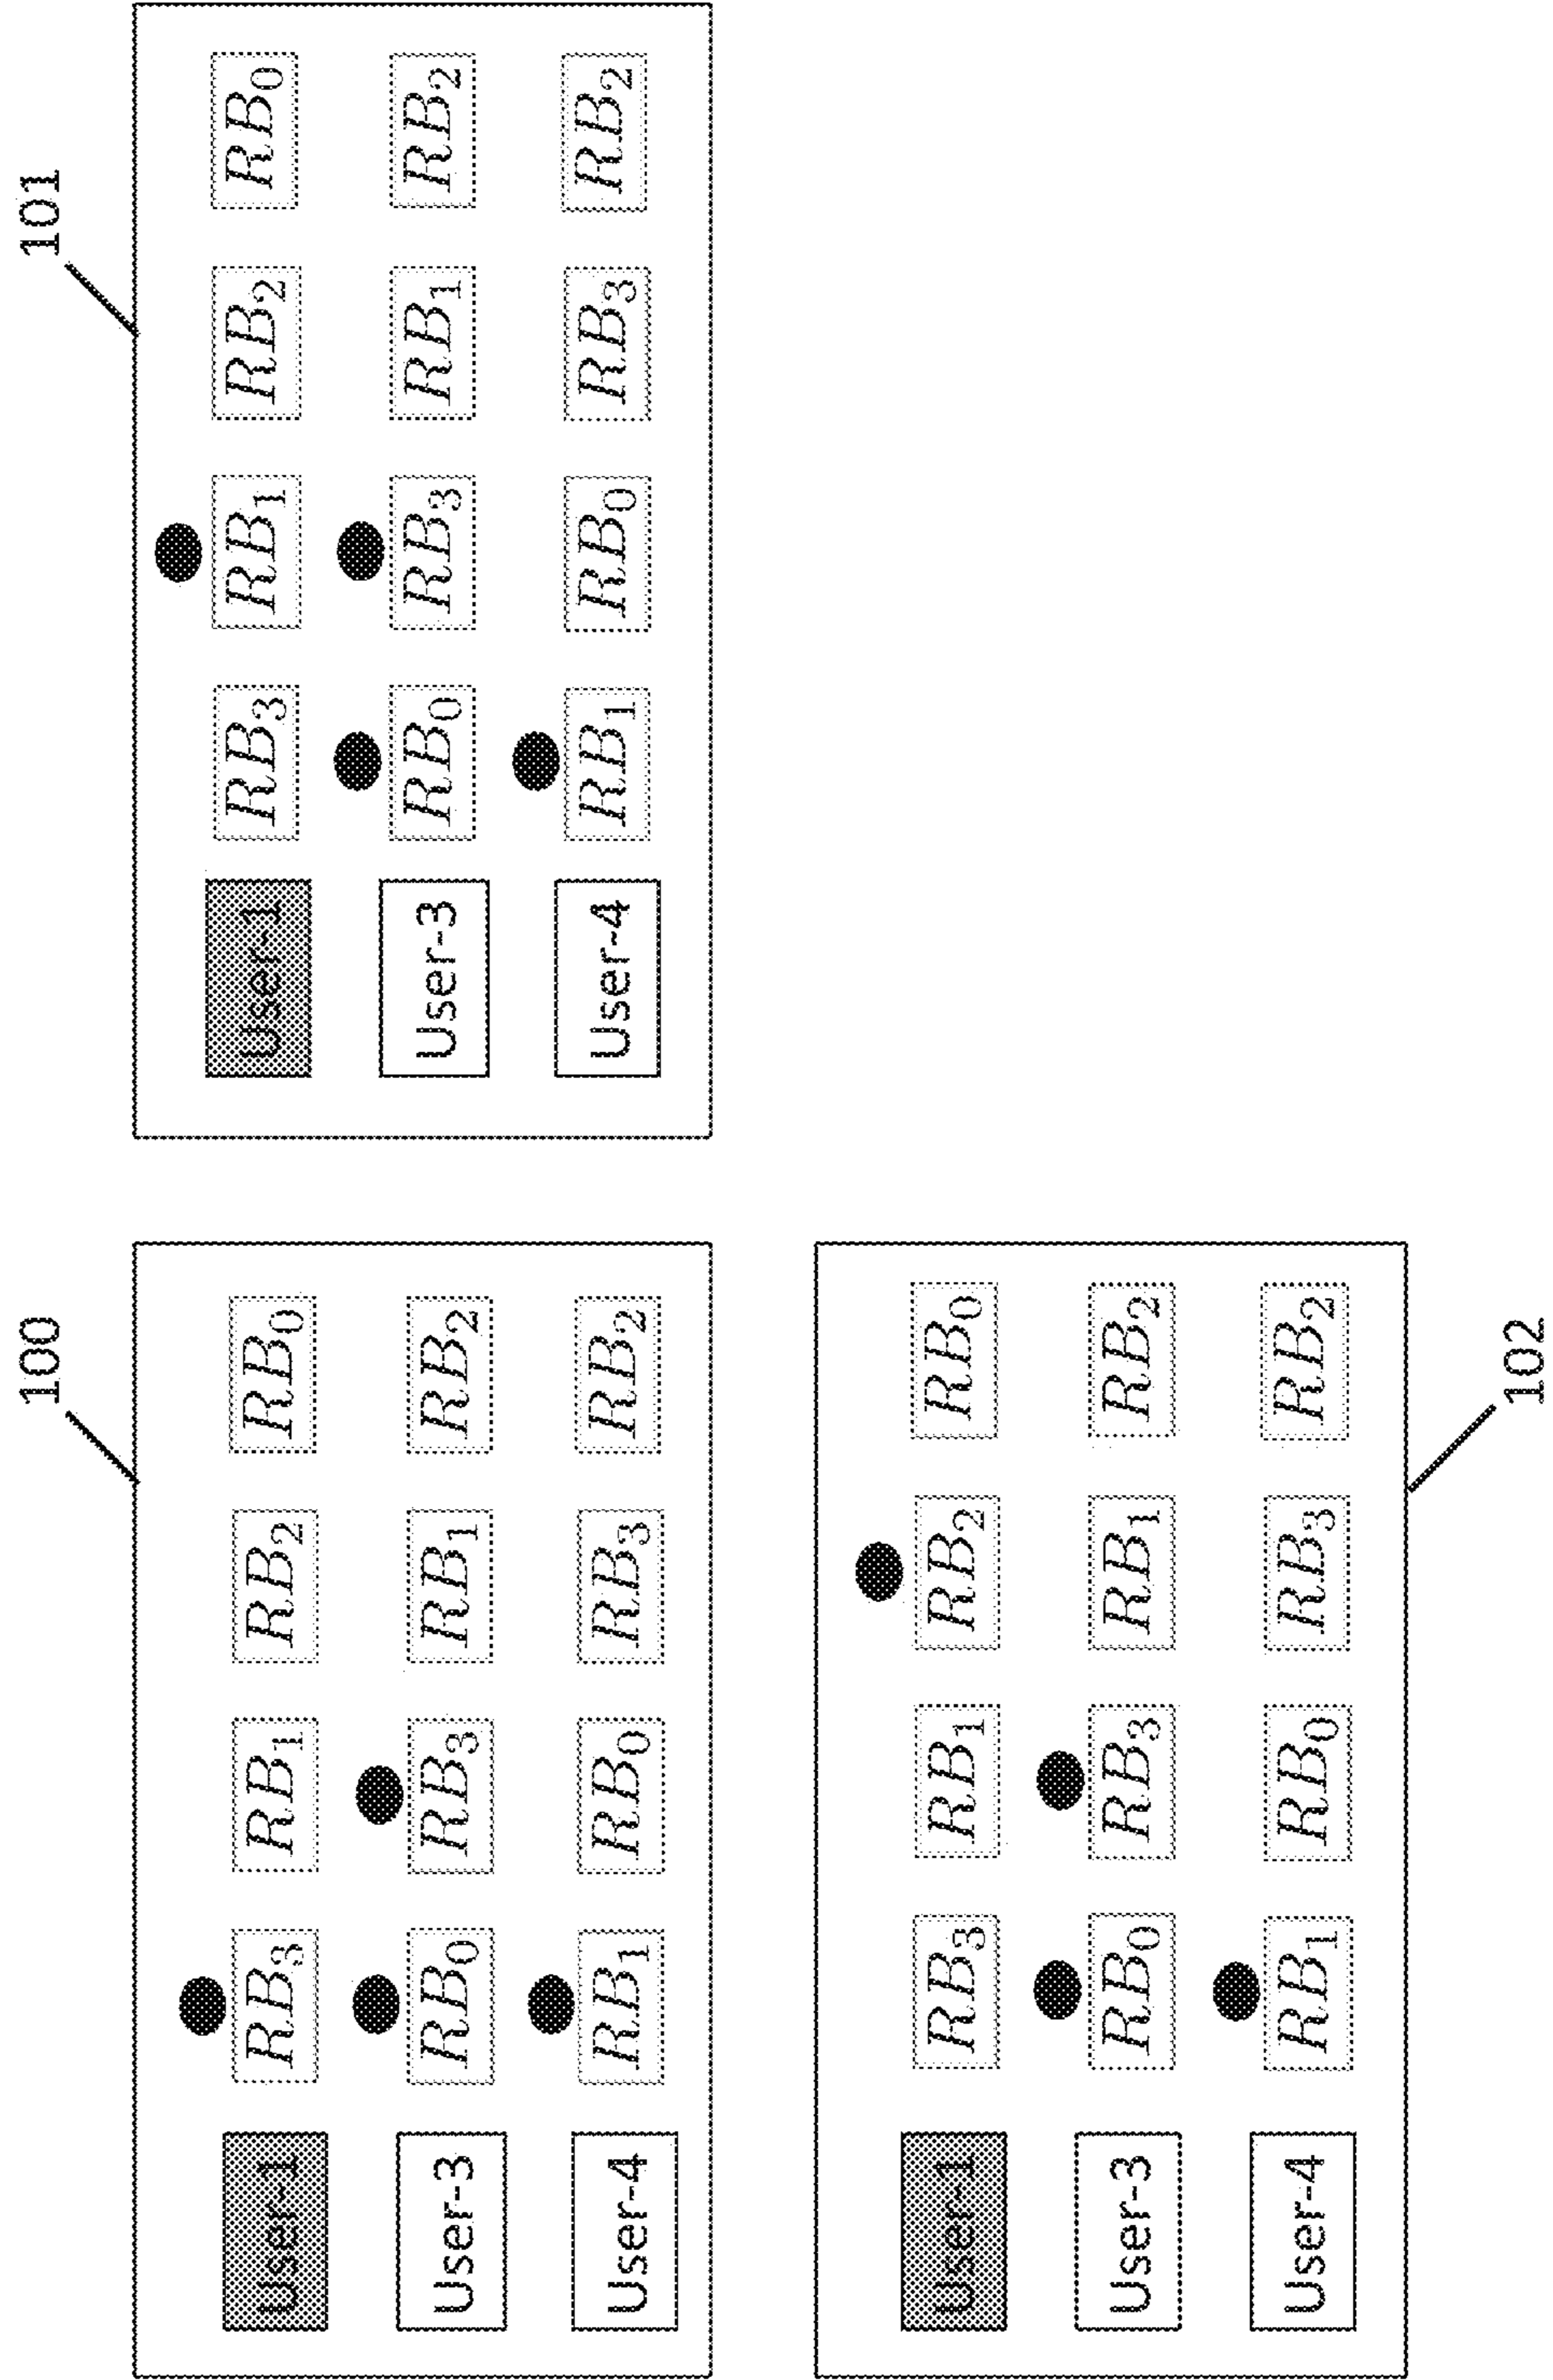 100
User-1 RB₃ RB₁ RB₂ RB₀
User-3 RB₀ RB₃ RB₁ RB₂
User-4 RB₁ RB₀ RB₃ RB₂
101
User-1 RB₃ RB₁ RB₂ RB₀
User-3 RB₀ RB₃ RB₁ RB₂
User-4 RB₁ RB₀ RB₃ RB₂
User-1 RB₃ RB₁ RB₂ RB₀
User-3 RB₀ RB₃ RB₁ RB₂
User-4 RB₁ RB₀ RB₃ RB₂
102